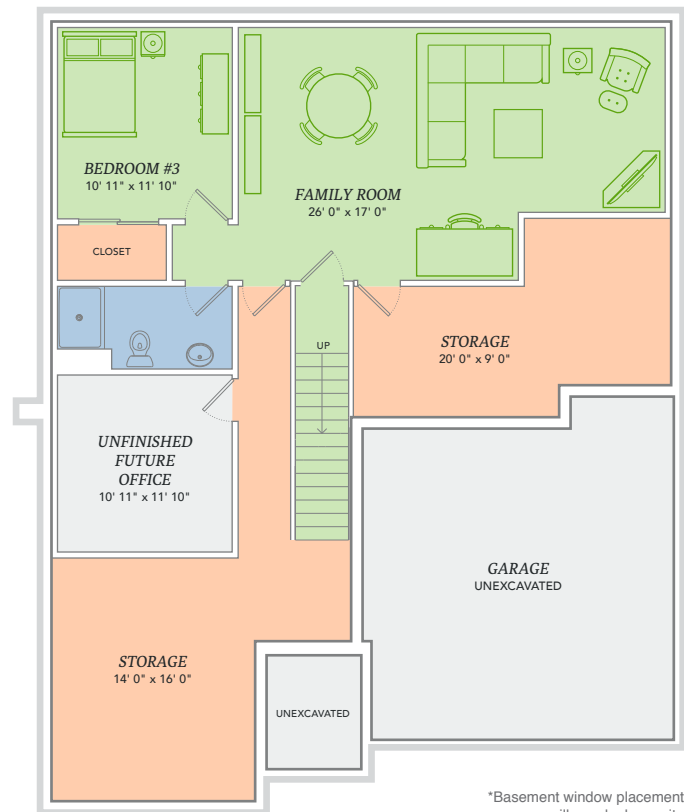 BEDROOM #3
10' 11" x 11' 10"
FAMILY ROOM
26' 0" x 17' 0"
CLOSET
UP
STORAGE
20' 0" x 9' 0"
UNFINISHED
FUTURE
OFFICE
10' 11" x 11' 10"
GARAGE
UNEXCAVATED
STORAGE
14' 0" x 16' 0"
UNEXCAVATED
*Basement window placement